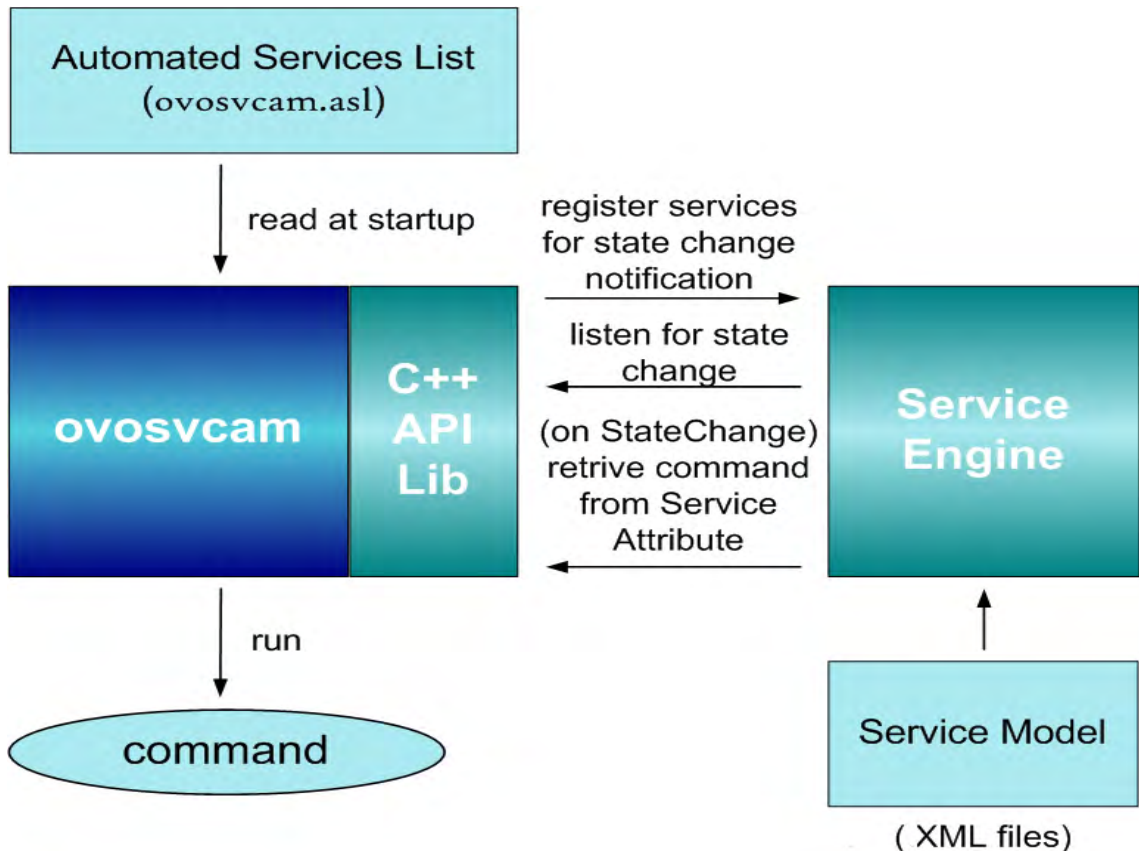 Automated Services List
(ovosvcam.asl)
read at startup
register services
for state change
notification
listen for state
change
(on StateChange)
retrive command
from Service
Attribute
ovosvcam
C++
API
Lib
Service
Engine
run
command
Service Model
( XML files)